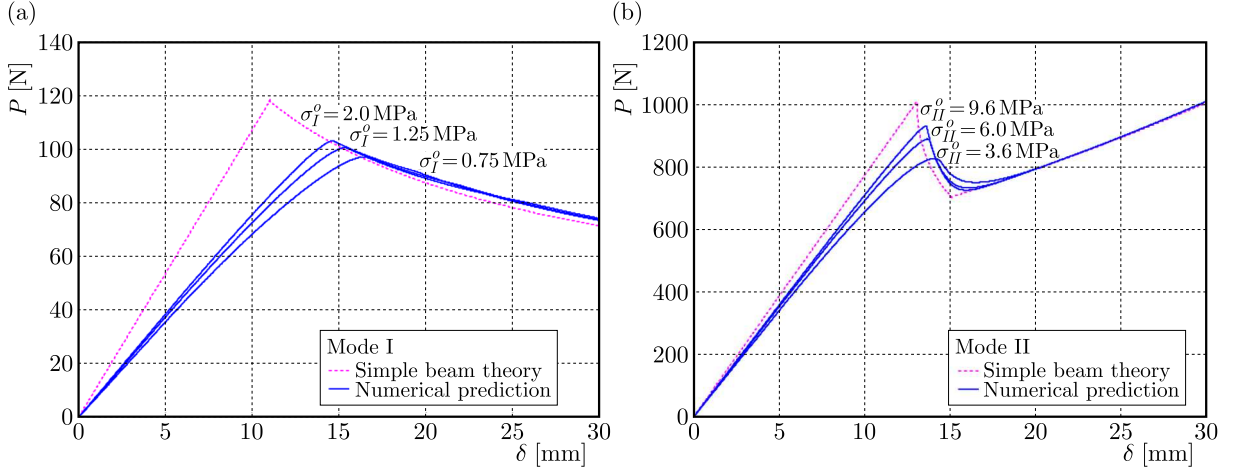 (a)
P [N]
140
120
100
80
60
40
20
0
σ_I^o = 2.0 MPa
σ_I^o = 1.25 MPa
σ_I^o = 0.75 MPa
Mode I
Simple beam theory
Numerical prediction
0 5 10 15 20 25 30
δ [mm]
(b)
P [N]
1200
1000
800
600
400
200
0
σ_II^o = 9.6 MPa
σ_II^o = 6.0 MPa
σ_II^o = 3.6 MPa
Mode II
Simple beam theory
Numerical prediction
0 5 10 15 20 25 30
δ [mm]